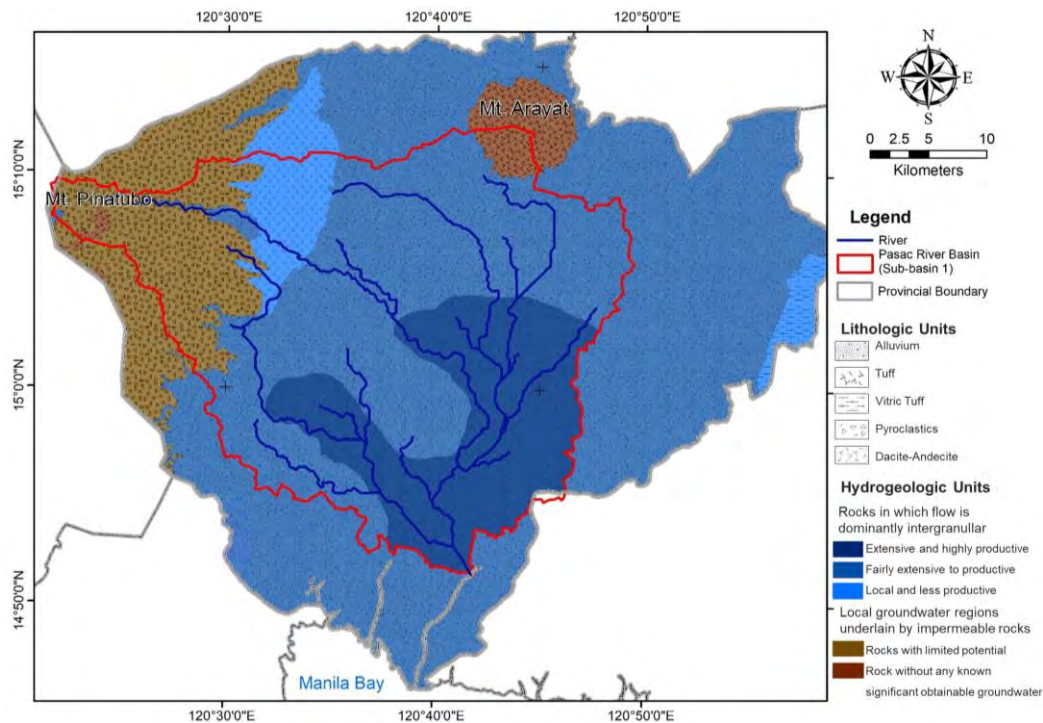 120°30'0"E
120°40'0"E
120°50'0"E
N
W
E
S
0 2.5 5 10
Kilometers
Mt. Arayat
15°10'0"N
Mt. Pinatubo
Legend
River
Pasac River Basin
(Sub-basin 1)
Provincial Boundary
Lithologic Units
Alluvium
Tuff
Vitric Tuff
Pyroclastics
Dacite-Andecite
15°0'0"N
Hydrogeologic Units
Rocks in which flow is
dominantly intergranullar
Extensive and highly productive
Fairly extensive to productive
Local and less productive
Local groundwater regions
underlain by impermeable rocks
Rocks with limited potential
Rock without any known
significant obtainable groundwater
14°50'0"N
Manila Bay
120°30'0"E
120°40'0"E
120°50'0"E